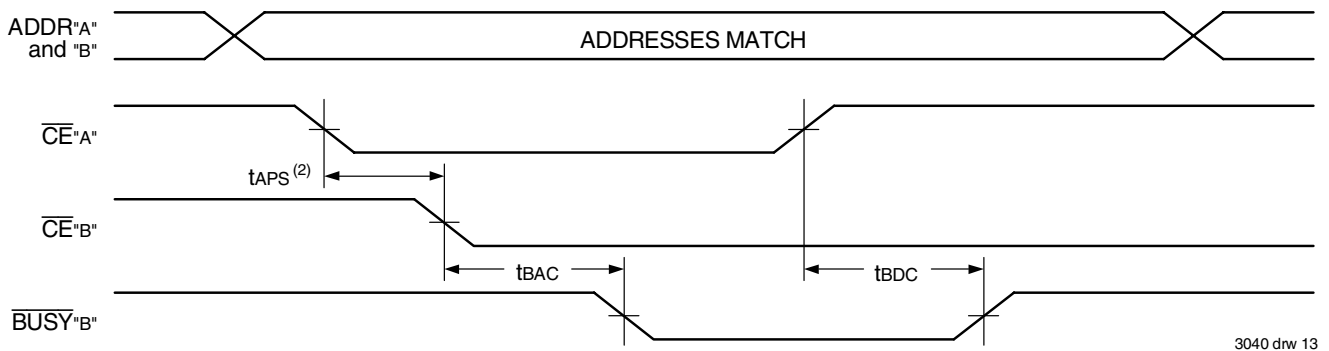 ADDR"A"
and "B"
ADDRESSES MATCH
CE"A"
tAPS (2)
CE"B"
tBAC
tBDC
BUSY"B"
3040 drw 13